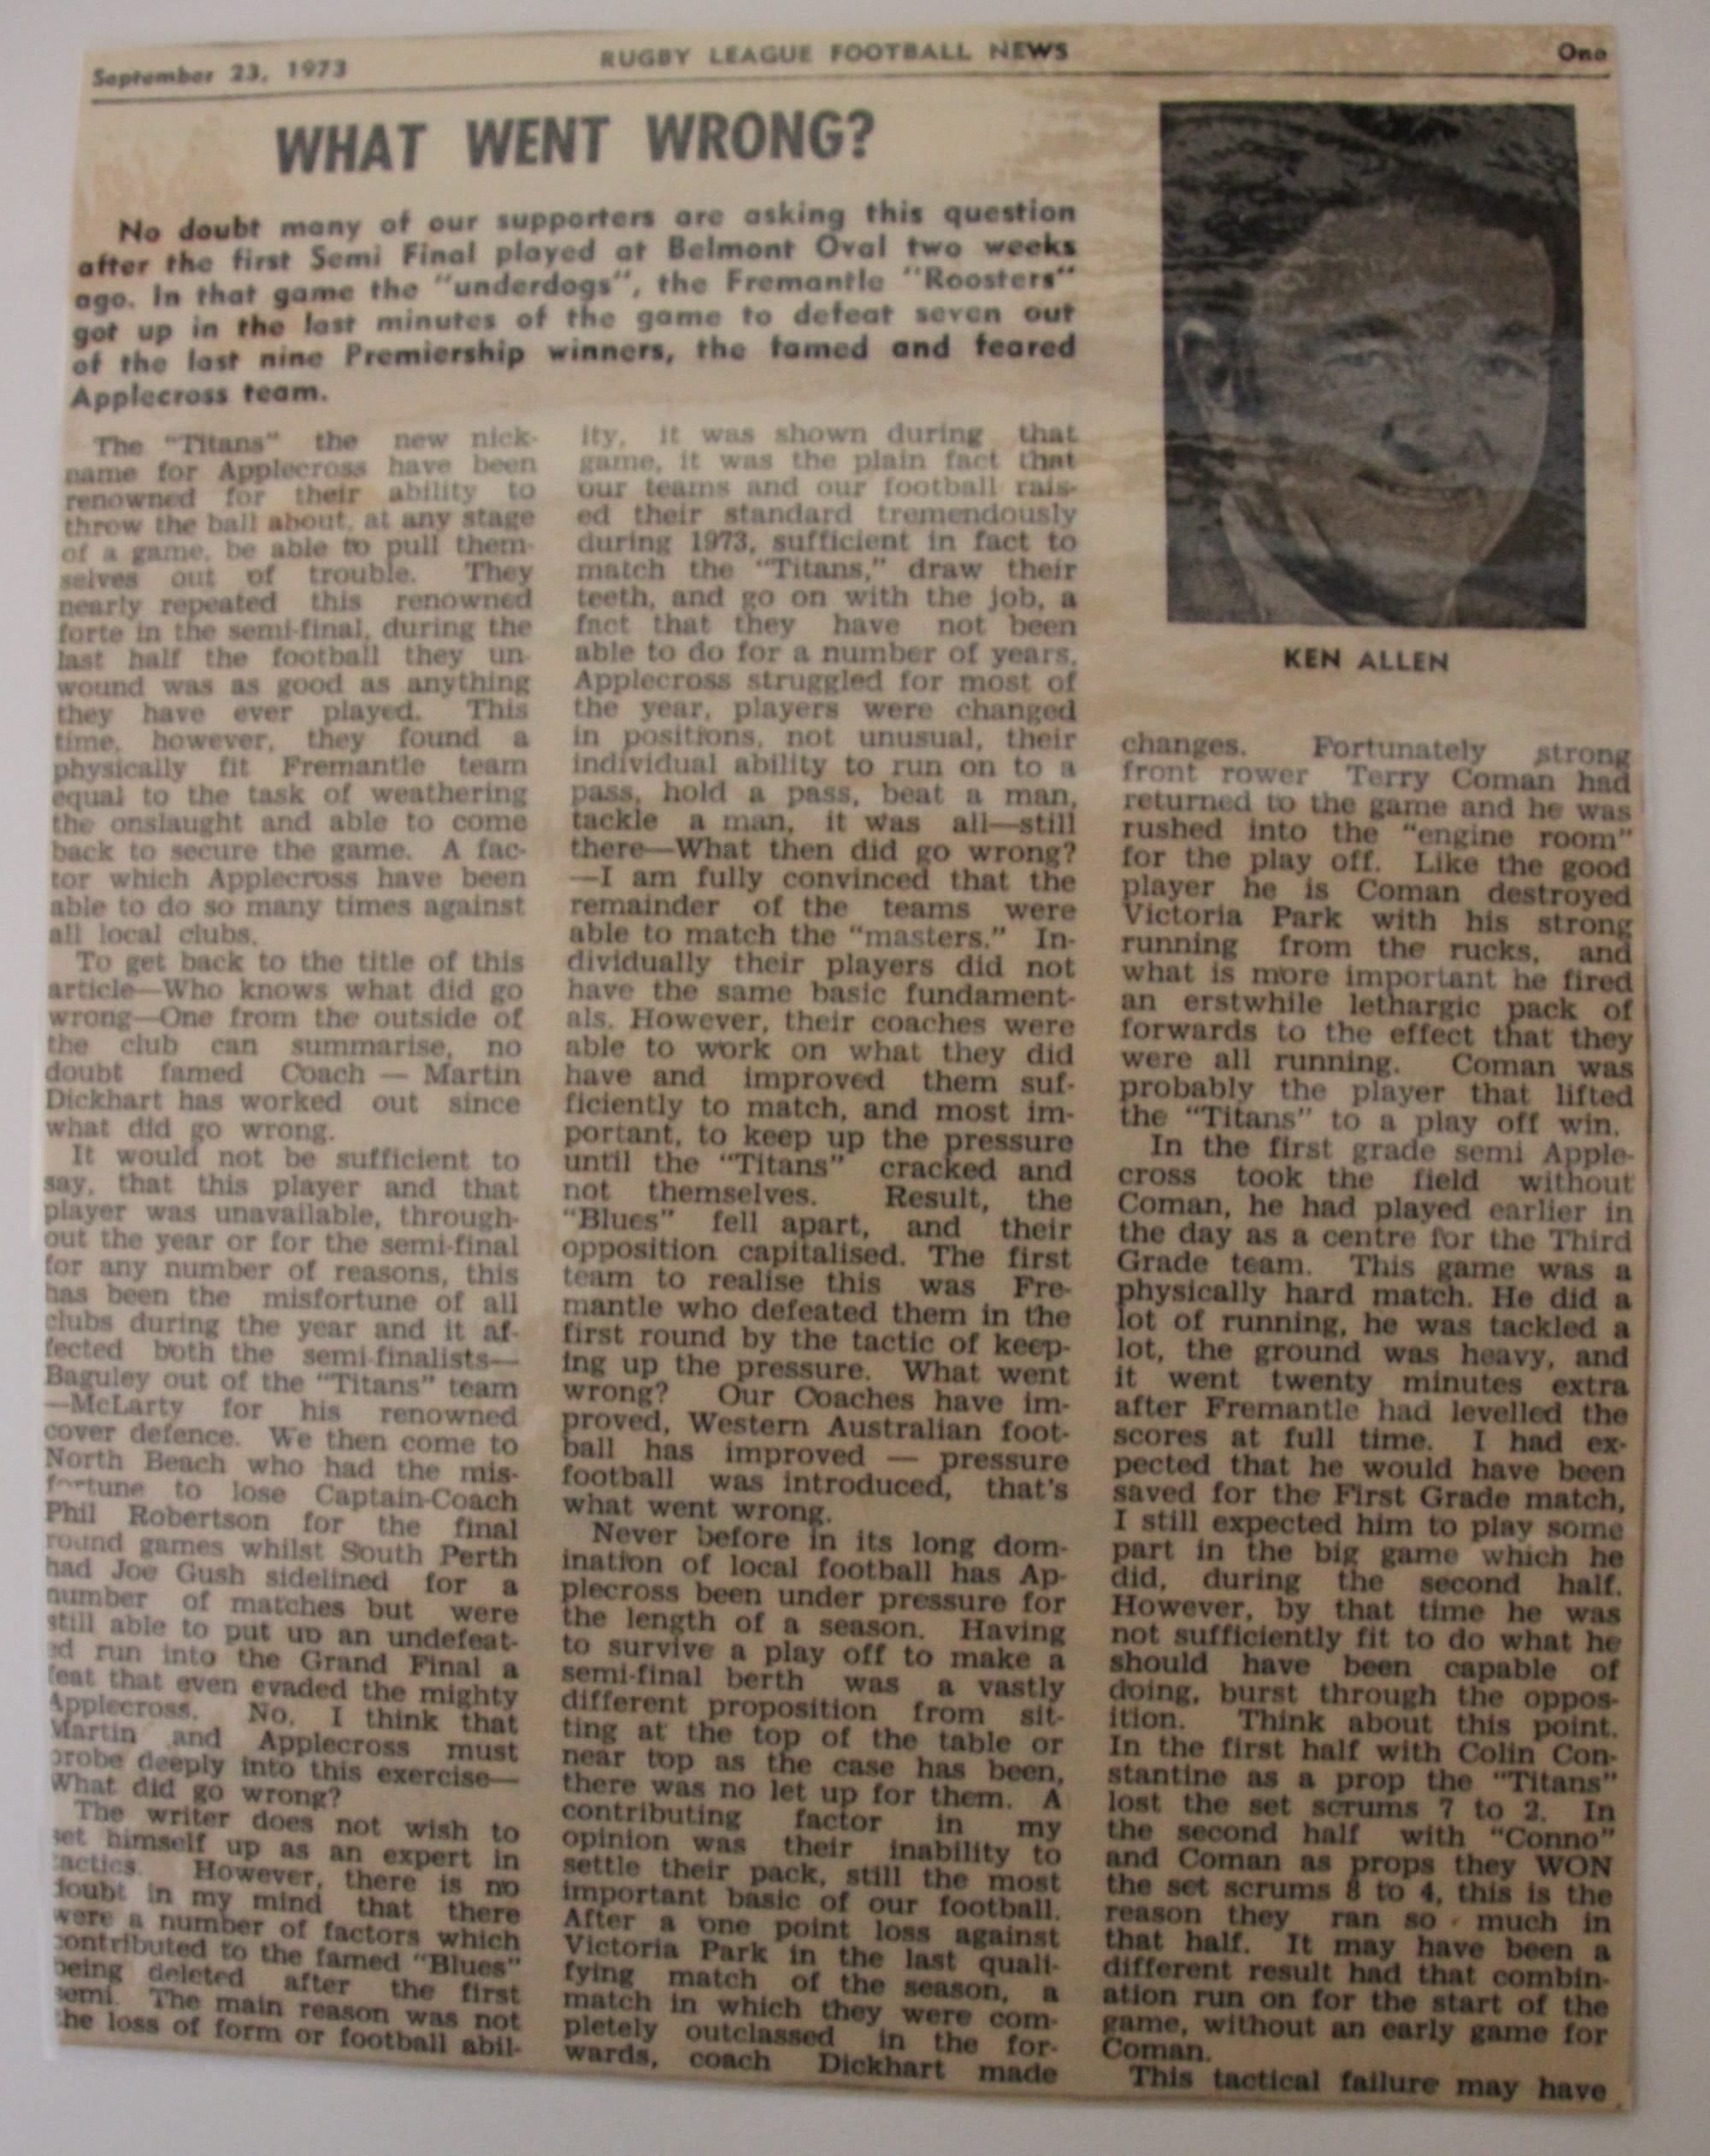 September 23, 1973
RUGBY LEAGUE FOOTBALL NEWS
One
WHAT WENT WRONG?
No doubt many of our supporters are asking this question
after the first Semi Final played at Belmont Oval two weeks
ago. In that game the "underdogs", the Fremantle "Roosters"
got up in the last minutes of the game to defeat seven out
of the last nine Premiership winners, the famed and feared
Applecross team.
The "Titans" the new nick-
name for Applecross have been
renowned for their ability to
throw the ball about, at any stage
of a game, be able to pull them-
selves out of trouble. They
nearly repeated this renowned
forte in the semi-final, during the
last half the football they un-
wound was as good as anything
they have ever played. This
time, however, they found a
physically fit Fremantle team
equal to the task of weathering
the onslaught and able to come
back to secure the game. A fac-
tor which Applecross have been
able to do so many times against
all local clubs.
To get back to the title of this
article—Who knows what did go
wrong—One from the outside of
the club can summarise, no
doubt famed Coach — Martin
Dickhart has worked out since
what did go wrong.
It would not be sufficient to
say, that this player and that
player was unavailable, through-
out the year or for the semi-final
for any number of reasons, this
has been the misfortune of all
clubs during the year and it af-
fected both the semi-finalists—
Baguley out of the "Titans" team
—McLarty for his renowned
cover defence. We then come to
North Beach who had the mis-
fortune to lose Captain-Coach
Phil Robertson for the final
round games whilst South Perth
had Joe Gush sidelined for a
number of matches but were
still able to put up an undefeat-
ed run into the Grand Final a
feat that even evaded the mighty
Applecross. No, I think that
Martin and Applecross must
probe deeply into this exercise—
What did go wrong?
The writer does not wish to
set himself up as an expert in
tactics. However, there is no
doubt in my mind that there
were a number of factors which
contributed to the famed "Blues"
being deleted after the first
semi. The main reason was not
the loss of form or football abil-
ity, it was shown during that
game, it was the plain fact that
our teams and our football rais-
ed their standard tremendously
during 1973, sufficient in fact to
match the "Titans," draw their
teeth, and go on with the job, a
fact that they have not been
able to do for a number of years.
Applecross struggled for most of
the year, players were changed
in positions, not unusual, their
individual ability to run on to a
pass, hold a pass, beat a man,
tackle a man, it was all—still
there—What then did go wrong?
—I am fully convinced that the
remainder of the teams were
able to match the "masters." In-
dividually their players did not
have the same basic fundament-
als. However, their coaches were
able to work on what they did
have and improved them suf-
ficiently to match, and most im-
portant, to keep up the pressure
until the "Titans" cracked and
not themselves. Result, the
"Blues" fell apart, and their
opposition capitalised. The first
team to realise this was Fre-
mantle who defeated them in the
first round by the tactic of keep-
ing up the pressure. What went
wrong? Our Coaches have im-
proved, Western Australian foot-
ball has improved — pressure
football was introduced, that's
what went wrong.
Never before in its long dom-
ination of local football has Ap-
plecross been under pressure for
the length of a season. Having
to survive a play off to make a
semi-final berth was a vastly
different proposition from sit-
ting at the top of the table or
near top as the case has been,
there was no let up for them. A
contributing factor in my
opinion was their inability to
settle their pack, still the most
important basic of our football.
After a one point loss against
Victoria Park in the last quali-
fying match of the season, a
match in which they were com-
pletely outclassed in the for-
wards, coach Dickhart made
KEN ALLEN
changes. Fortunately strong
front rower Terry Coman had
returned to the game and he was
rushed into the "engine room"
for the play off. Like the good
player he is Coman destroyed
Victoria Park with his strong
running from the rucks, and
what is more important he fired
an erstwhile lethargic pack of
forwards to the effect that they
were all running. Coman was
probably the player that lifted
the "Titans" to a play off win.
In the first grade semi Apple-
cross took the field without
Coman, he had played earlier in
the day as a centre for the Third
Grade team. This game was a
physically hard match. He did a
lot of running, he was tackled a
lot, the ground was heavy, and
it went twenty minutes extra
after Fremantle had levelled the
scores at full time. I had ex-
pected that he would have been
saved for the First Grade match,
I still expected him to play some
part in the big game which he
did, during the second half.
However, by that time he was
not sufficiently fit to do what he
should have been capable of
doing, burst through the oppos-
ition. Think about this point.
In the first half with Colin Con-
stantine as a prop the "Titans"
lost the set scrums 7 to 2. In
the second half with "Conno"
and Coman as props they WON
the set scrums 8 to 4, this is the
reason they ran so much in
that half. It may have been a
different result had that combin-
ation run on for the start of the
game, without an early game for
Coman.
This tactical failure may have